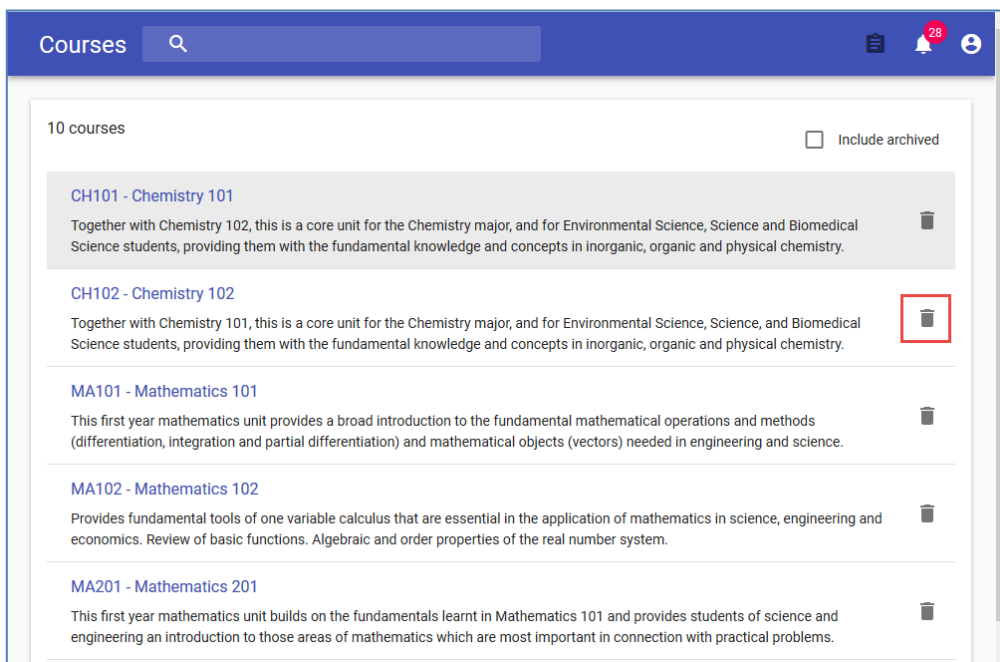 Courses
28
10 courses
Include archived
CH101 - Chemistry 101
Together with Chemistry 102, this is a core unit for the Chemistry major, and for Environmental Science, Science and Biomedical
Science students, providing them with the fundamental knowledge and concepts in inorganic, organic and physical chemistry.
CH102 - Chemistry 102
Together with Chemistry 101, this is a core unit for the Chemistry major, and for Environmental Science, Science, and Biomedical
Science students, providing them with the fundamental knowledge and concepts in inorganic, organic and physical chemistry.
MA101 - Mathematics 101
This first year mathematics unit provides a broad introduction to the fundamental mathematical operations and methods
(differentiation, integration and partial differentiation) and mathematical objects (vectors) needed in engineering and science.
MA102 - Mathematics 102
Provides fundamental tools of one variable calculus that are essential in the application of mathematics in science, engineering and
economics. Review of basic functions. Algebraic and order properties of the real number system.
MA201 - Mathematics 201
This first year mathematics unit builds on the fundamentals learnt in Mathematics 101 and provides students of science and
engineering an introduction to those areas of mathematics which are most important in connection with practical problems.